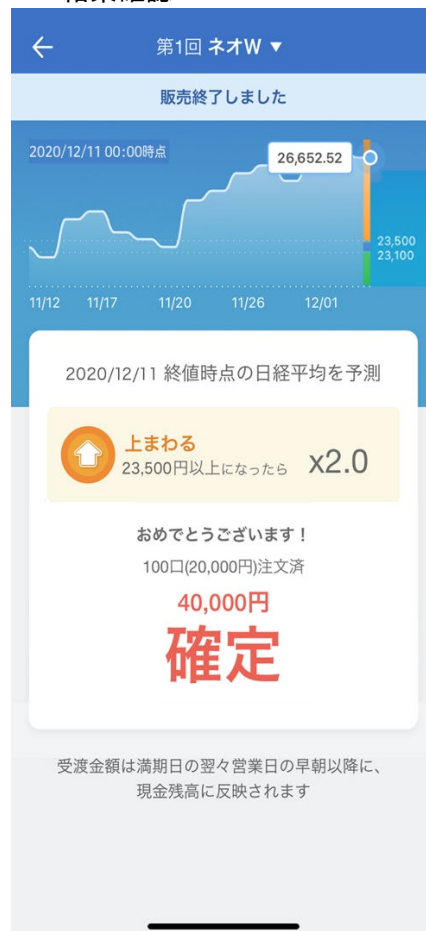 第1回 ネオW ▼
販売終了しました
2020/12/11 00:00時点
26,652.52
23,500
23,100
11/12 11/17 11/20 11/26 12/01
2020/12/11 終値時点の日経平均を予測
上まわる
23,500円以上になったら x2.0
おめでとうございます！
100口(20,000円)注文済
40,000円
確定
受渡金額は満期日の翌々営業日の早朝以降に、
現金残高に反映されます